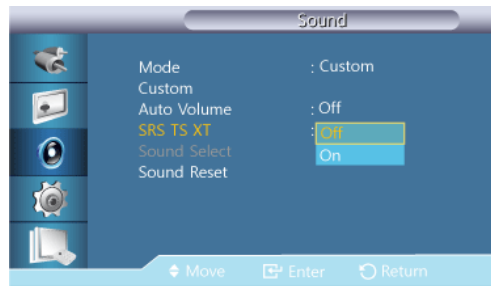 Sound
Mode : Custom
Custom
Auto Volume : Off
SRS TS XT : Off
On
Sound Select
Sound Reset
Move Enter Return